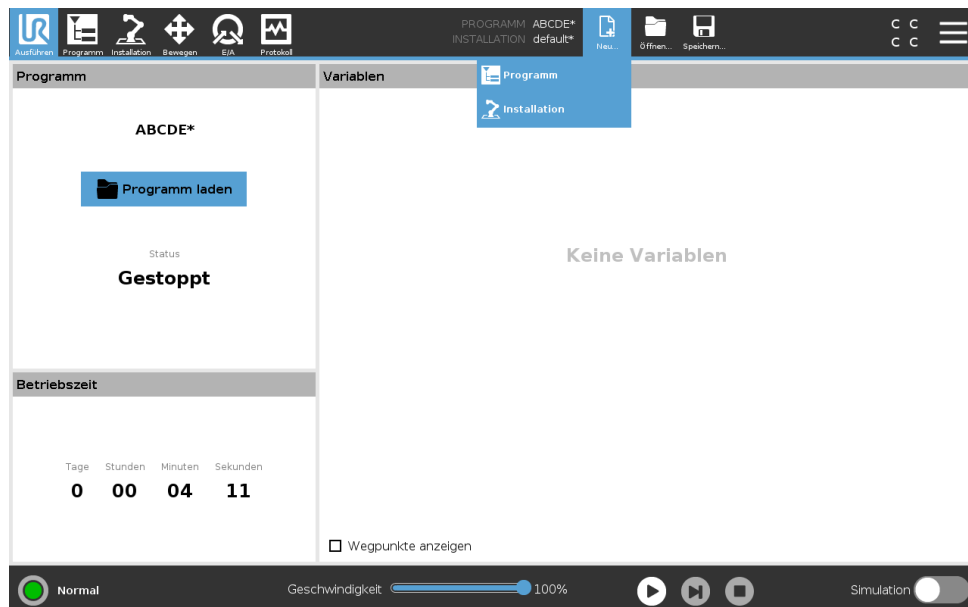 UR
Ausführen Programm Installation Bewegen E/A Protokoll
PROGRAMM ABCDE*
INSTALLATION default*
Neu... Öffnen... Speichern...
C C
C C
Programm
Variablen
Programm
Installation
ABCDE*
Programm laden
Status
Gestoppt
Keine Variablen
Betriebszeit
Tage Stunden Minuten Sekunden
0 00 04 11
Wegpunkte anzeigen
Normal
Geschwindigkeit 100%
Simulation